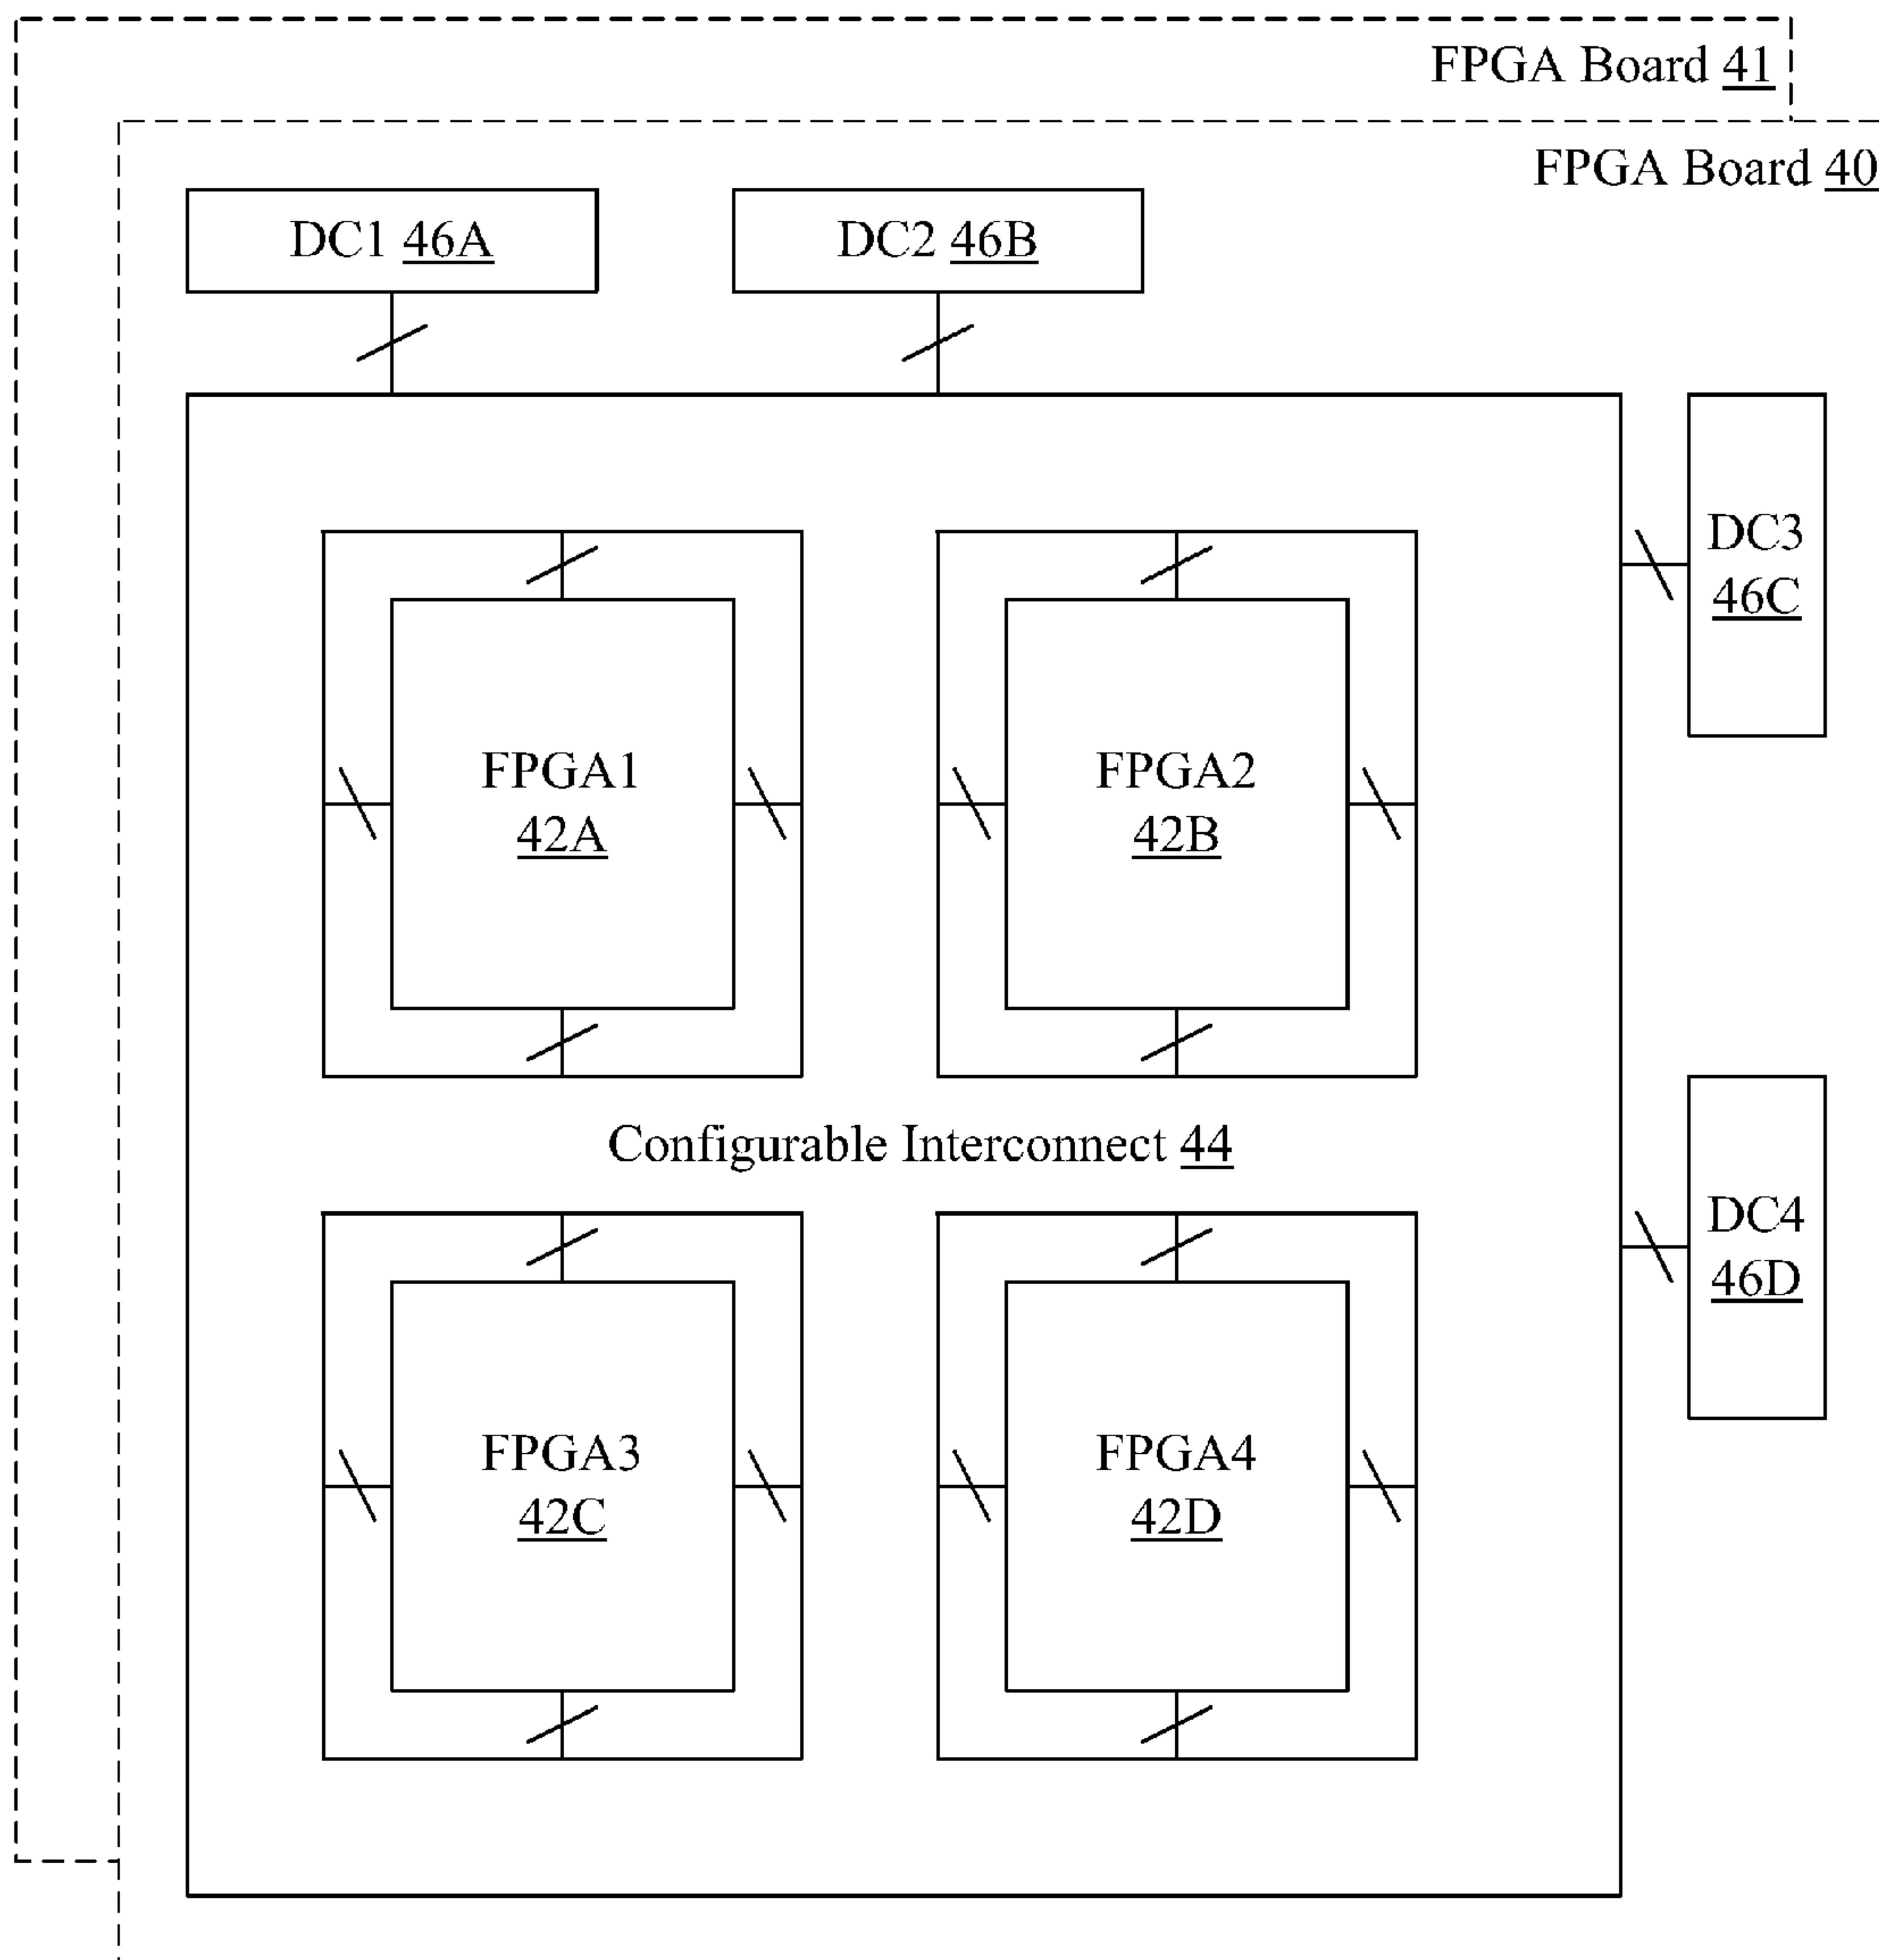 FPGA Board 41
FPGA Board 40
DC1 46A
DC2 46B
DC3
46C
FPGA1
42A
FPGA2
42B
Configurable Interconnect 44
DC4
46D
FPGA3
42C
FPGA4
42D